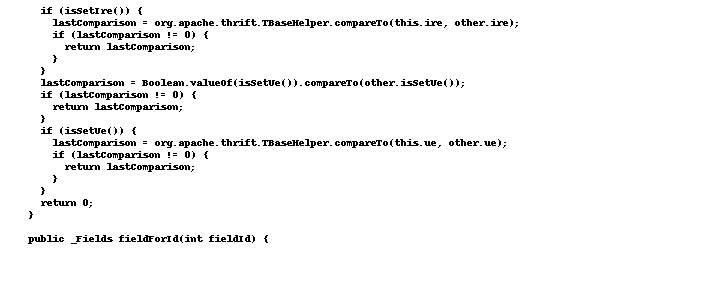 if (isSetIre()) {
lastComparison = org.apache.thrift.TBaseHelper.compareTo(this.ire, other.ire);
if (lastComparison != 0) {
return lastComparison;
}
}
lastComparison = Boolean.valueOf(isSetUe()).compareTo(other.isSetUe());
if (lastComparison != 0) {
return lastComparison;
}
if (isSetUe()) {
lastComparison = org.apache.thrift.TBaseHelper.compareTo(this.ue, other.ue);
if (lastComparison != 0) {
return lastComparison;
}
}
return 0;
}
public _Fields fieldForId(int fieldId) {